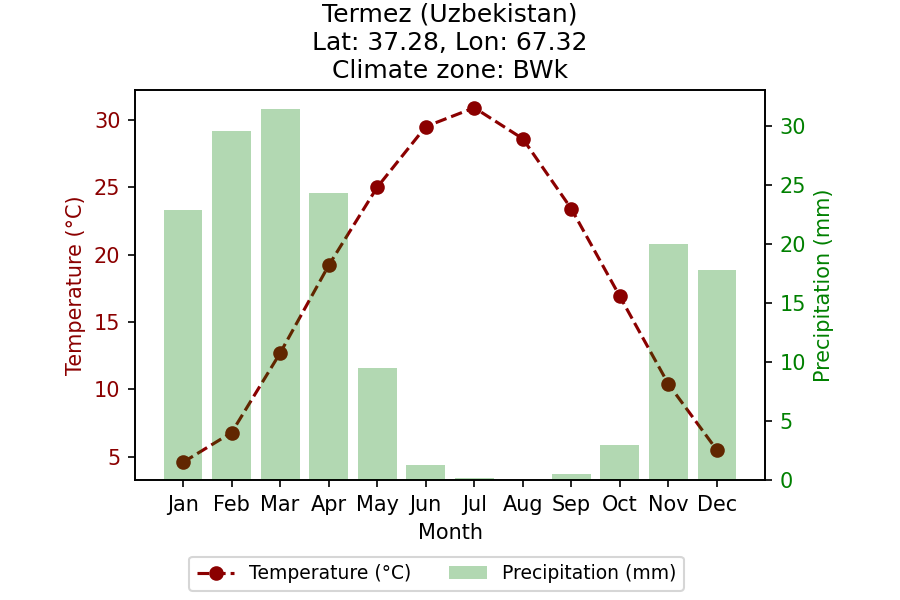 Termez (Uzbekistan)
Lat: 37.28, Lon: 67.32
Climate zone: BWk
30
25
20
15
10
5
Temperature (°C)
30
25
20
15
10
5
0
Precipitation (mm)
Jan Feb Mar Apr May Jun Jul Aug Sep Oct Nov Dec
Month
Temperature (°C) Precipitation (mm)